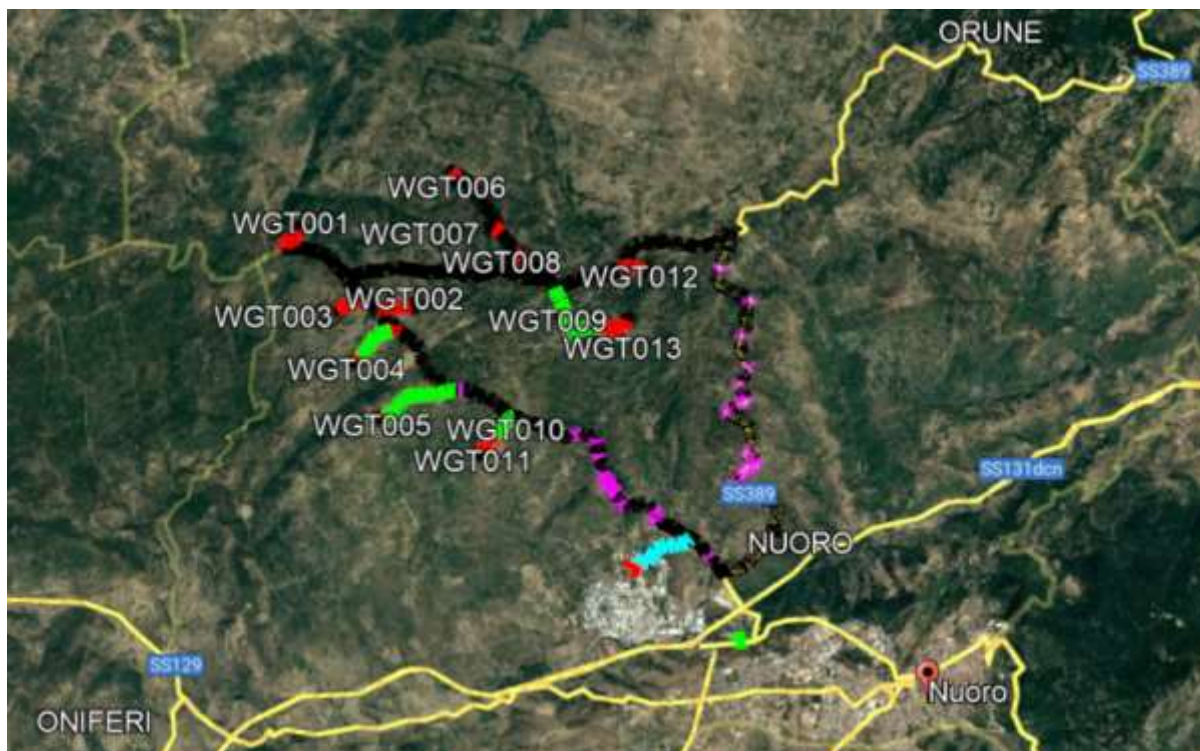 ORUNE
SS389
WGT006
WGT001
WGT007
WGT008
WGT012
WGT002
WGT003
WGT009
WGT013
WGT004
WGT005
WGT010
WGT011
SS131dcn
SS389
NUORO
SS129
Nuoro
ONIFERI